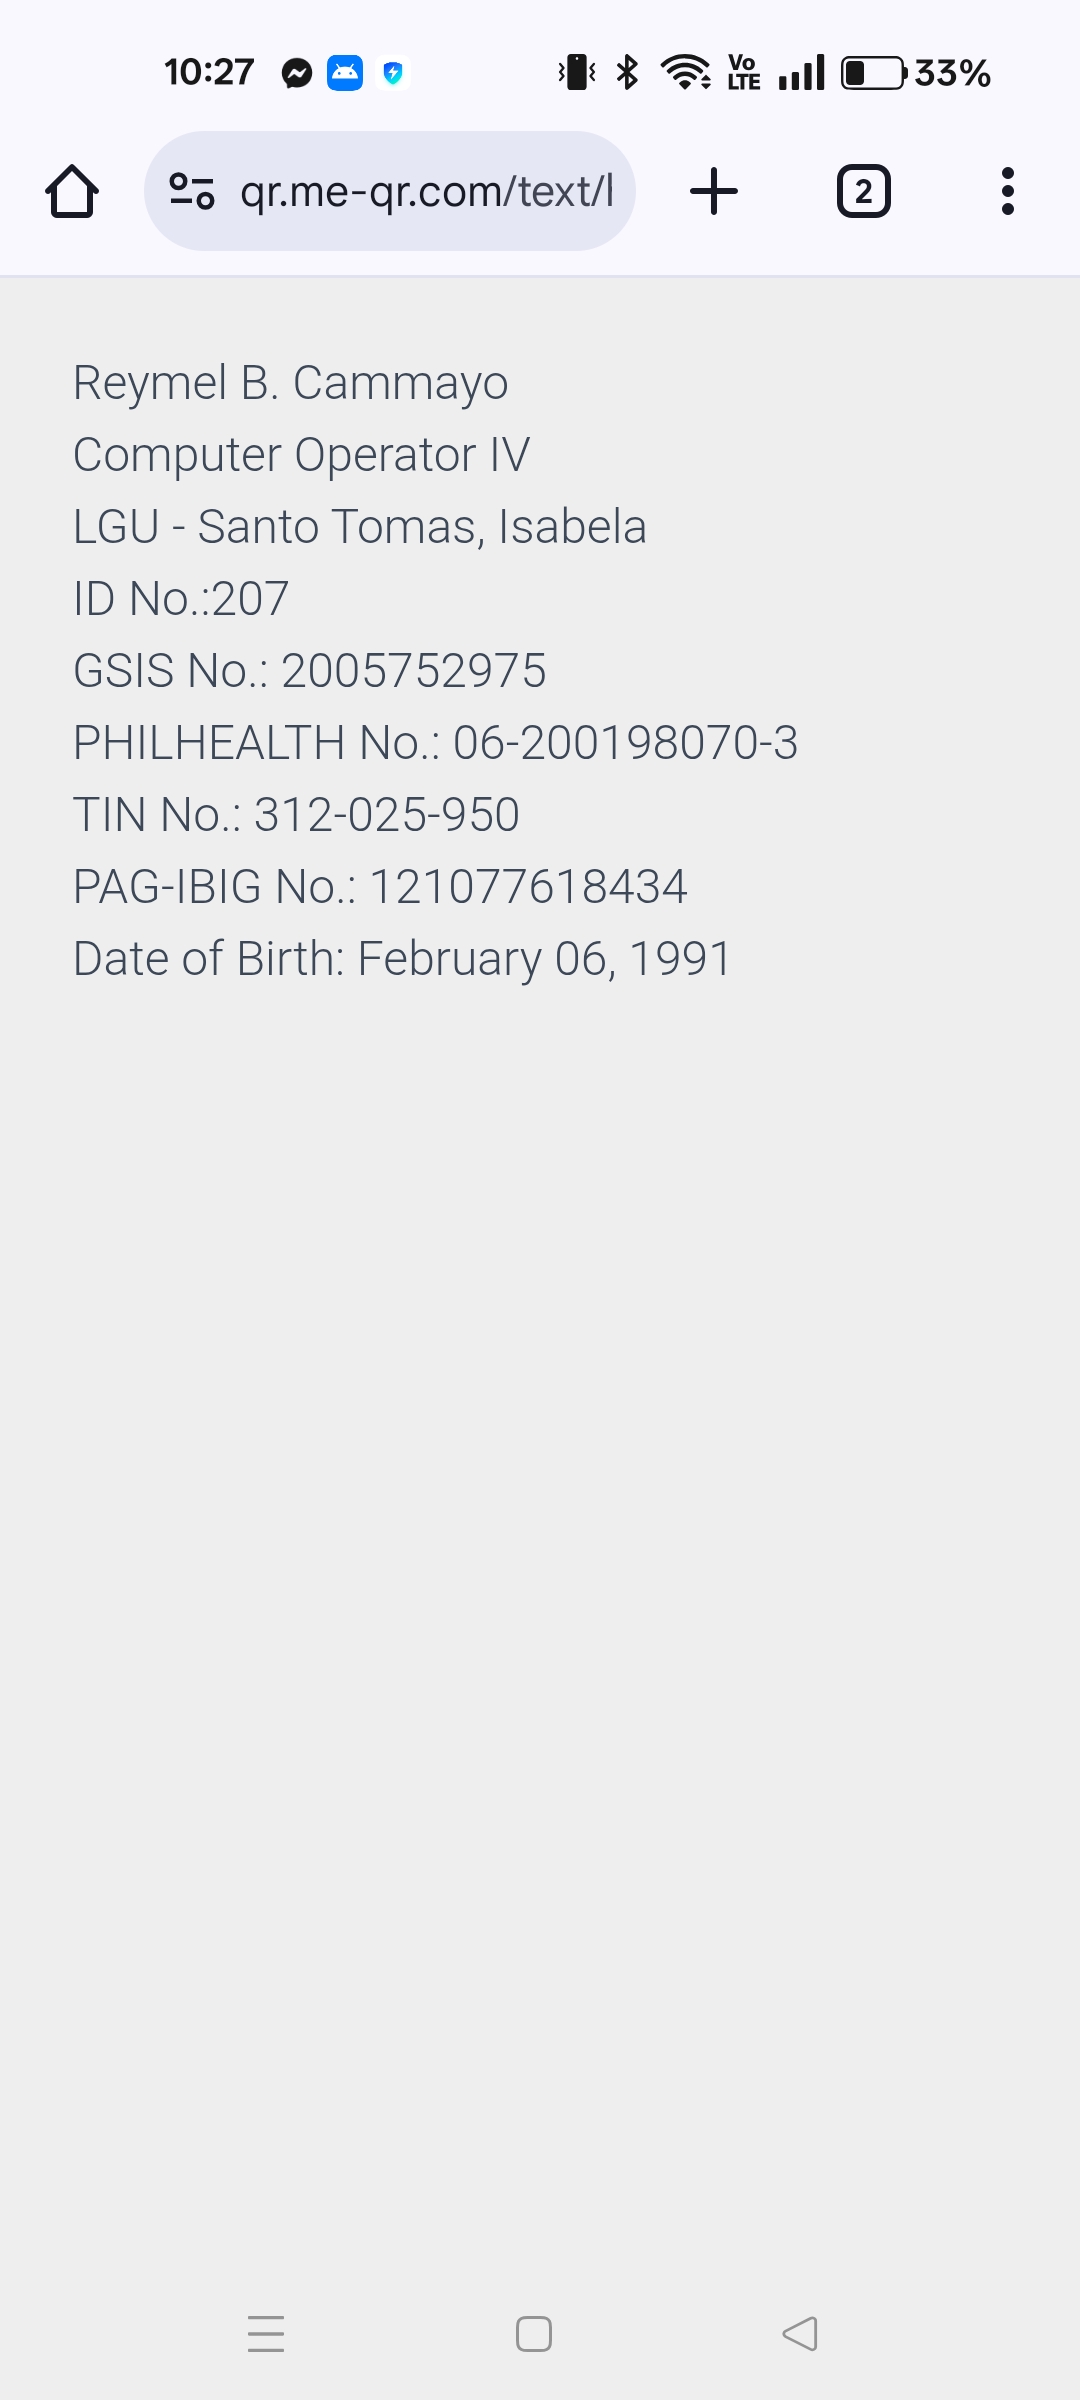 10:27
Vo
LTE
33%
qr.me-qr.com/text/
2
Reymel B. Cammayo
Computer Operator IV
LGU - Santo Tomas, Isabela
ID No.:207
GSIS No.: 2005752975
PHILHEALTH No.: 06-200198070-3
TIN No.: 312-025-950
PAG-IBIG No.: 121077618434
Date of Birth: February 06, 1991